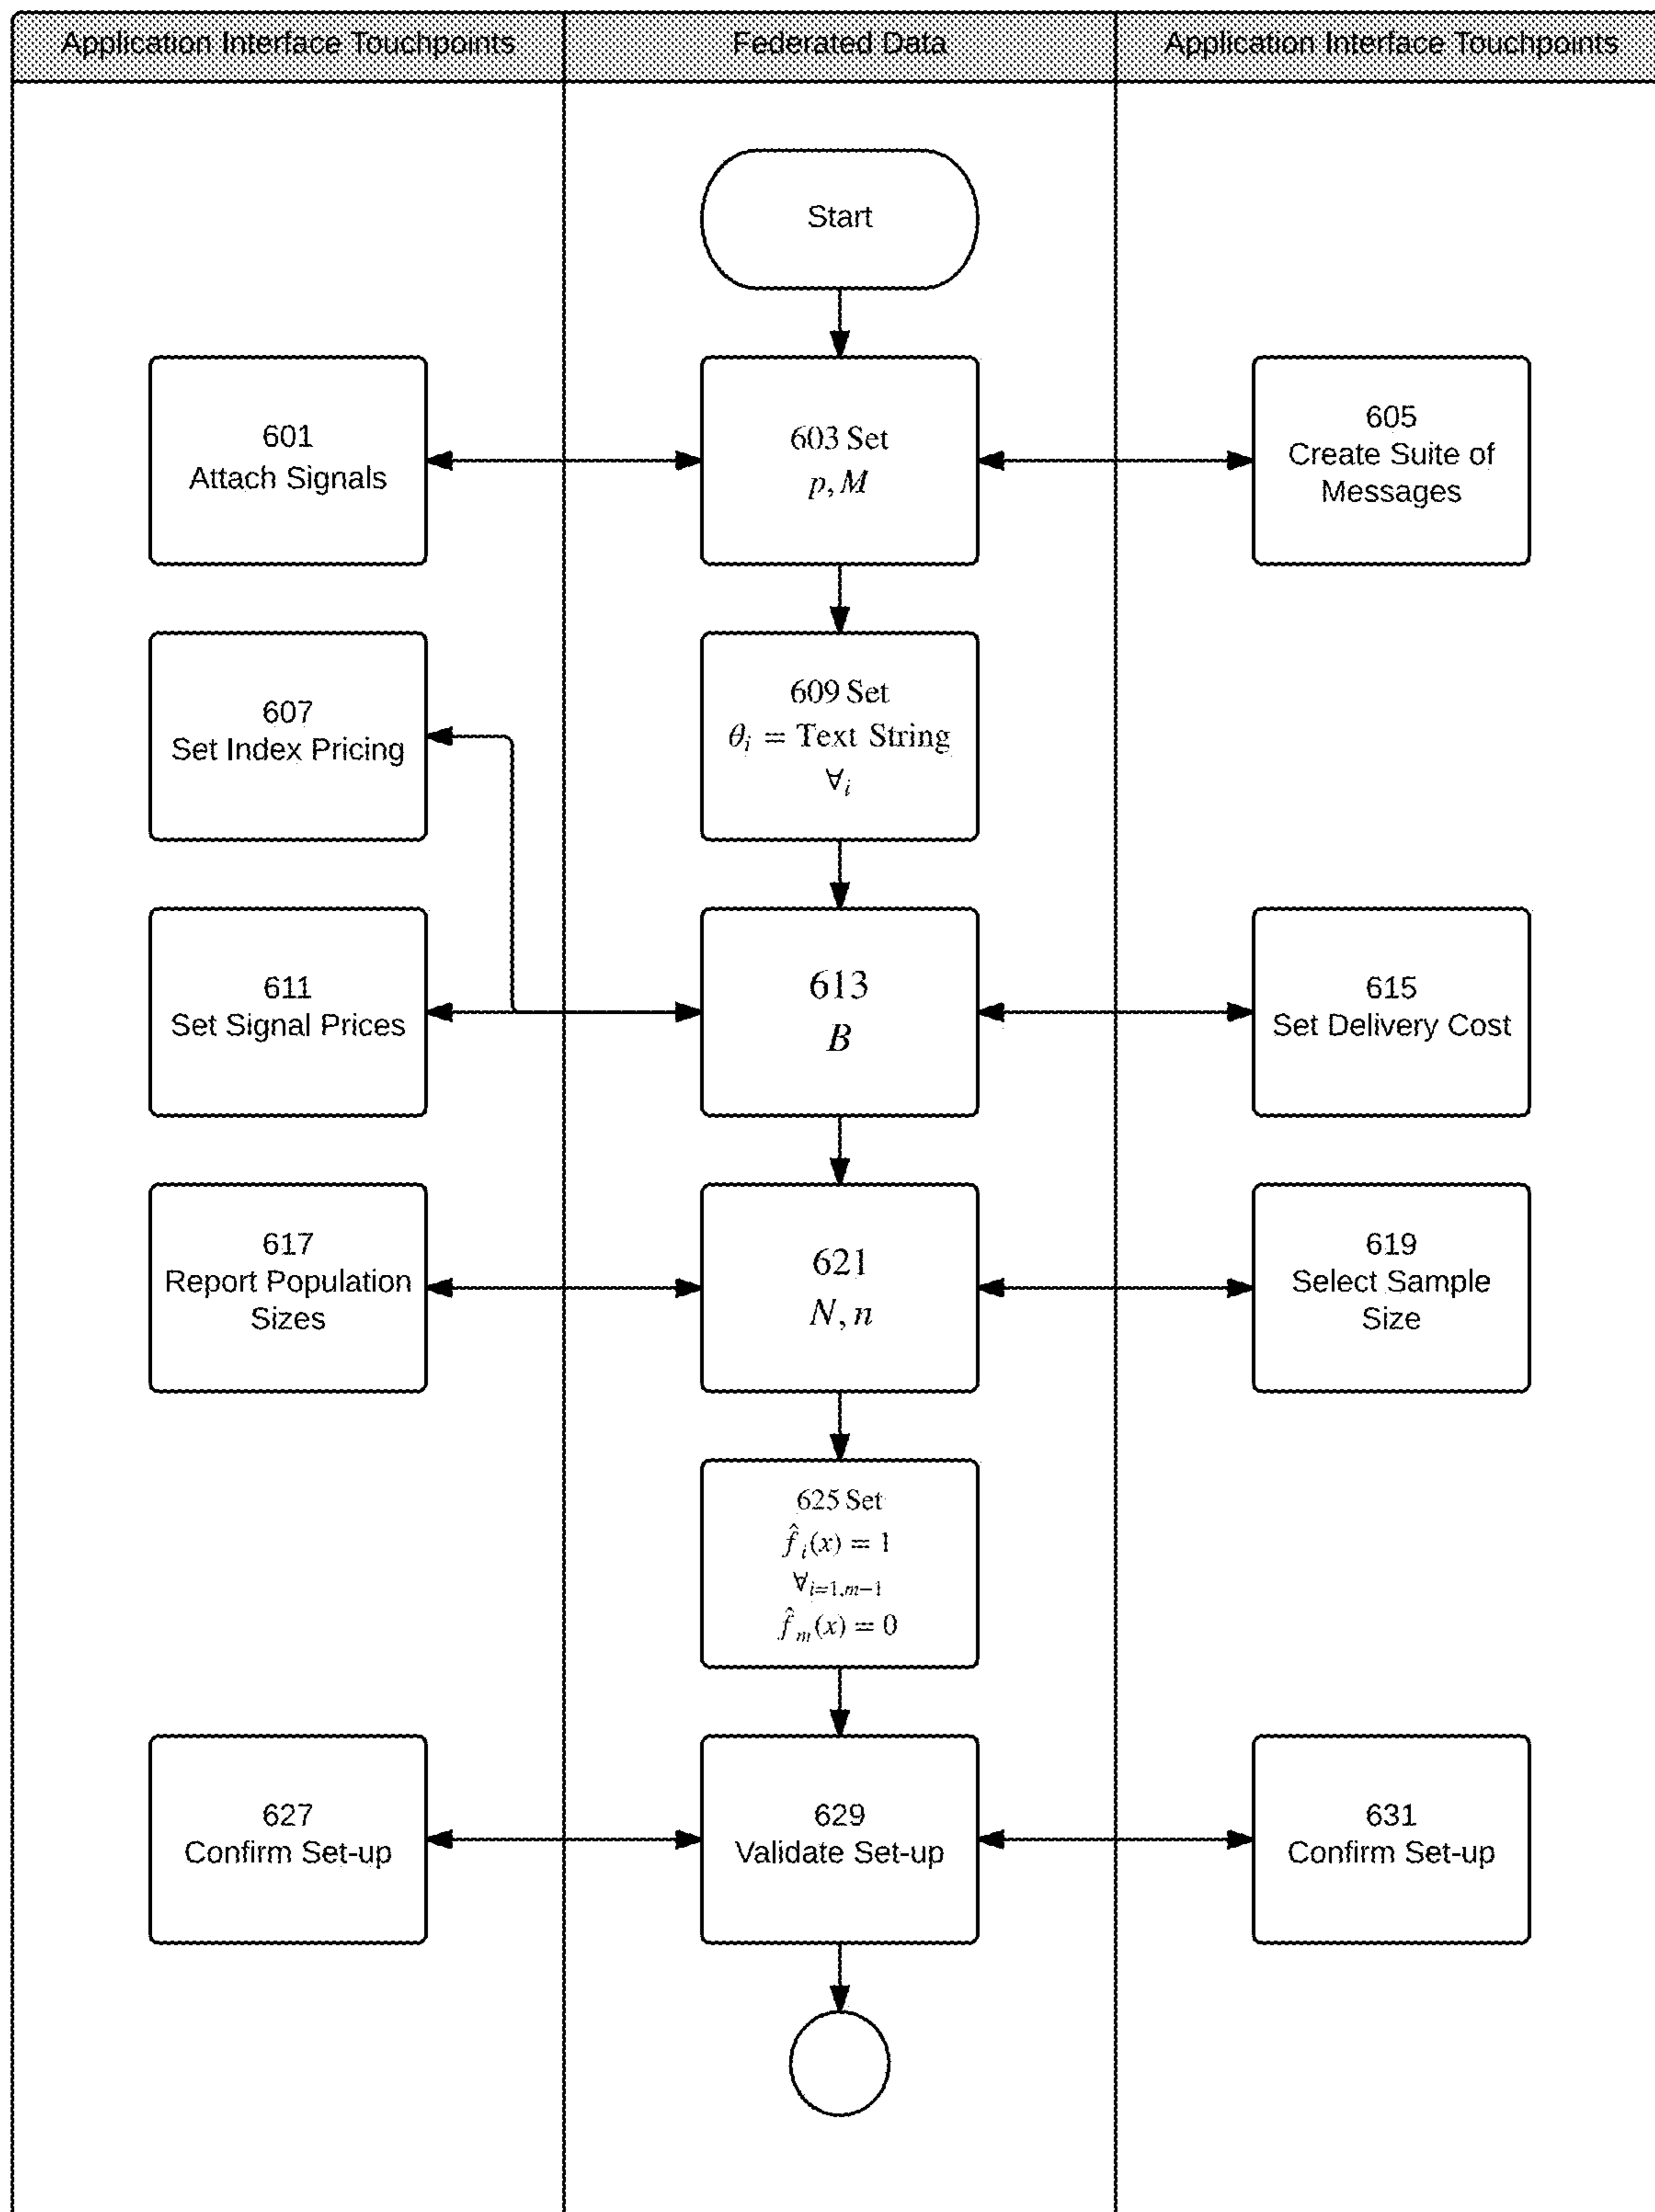 Application Interface Touchpoints
Federated Data
Application Interface Touchpoints
Start
601
Attach Signals
603 Set
p, M
605
Create Suite of
Messages
607
Set Index Pricing
609 Set
θᵢ = Text String
∀ᵢ
611
Set Signal Prices
613
B
615
Set Delivery Cost
617
Report Population
Sizes
621
N, n
619
Select Sample
Size
625 Set
f̂ᵢ(x) = 1
∀ᵢ₌₁,ₘ₋₁
f̂ₘ(x) = 0
627
Confirm Set-up
629
Validate Set-up
631
Confirm Set-up